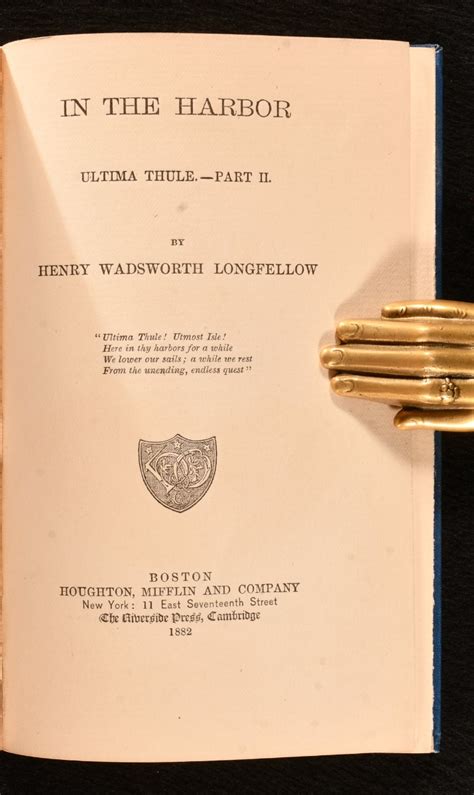 IN THE HARBOR
ULTIMA THULE.—PART II.
BY
HENRY WADSWORTH LONGFELLOW
"Ultima Thule! Utmost Isle!
Here in thy harbors for a while
We lower our sails; a while we rest
From the unending, endless quest"
BOSTON
HOUGHTON, MIFFLIN AND COMPANY
New York: 11 East Seventeenth Street
The Riverside Press, Cambridge
1882